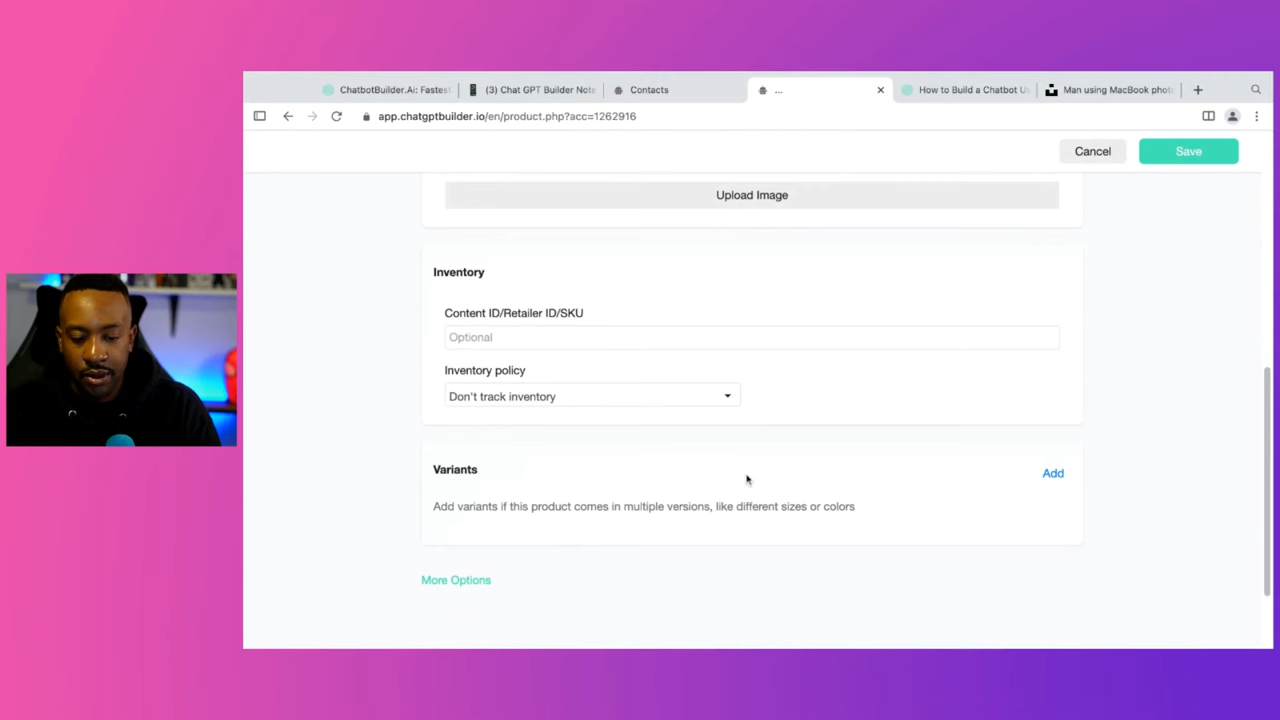 ChatbotBuilder.Ai: Fastest
(3) Chat GPT Builder Note
Contacts
...
How to Build a Chatbot U
Man using MacBook phot
app.chatgptbuilder.io/en/product.php?acc=1262916
Cancel
Save
Upload Image
Inventory
Content ID/Retailer ID/SKU
Optional
Inventory policy
Don't track inventory
Variants
Add
Add variants if this product comes in multiple versions, like different sizes or colors
More Options